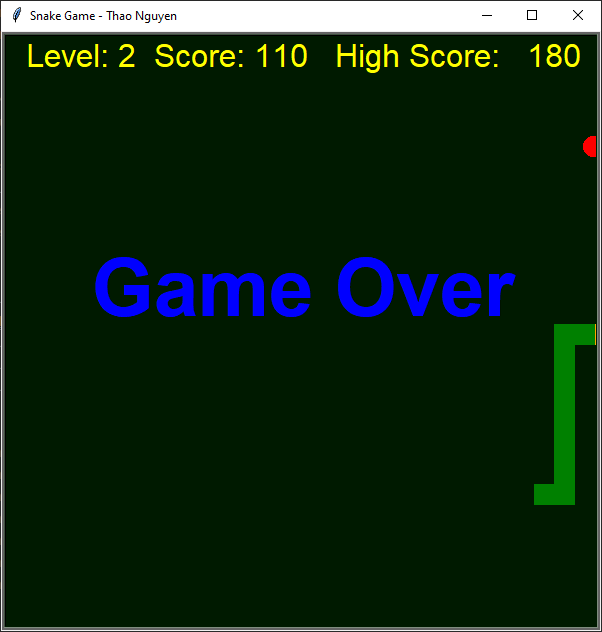 Snake Game - Thao Nguyen
Level: 2 Score: 110 High Score: 180
Game Over